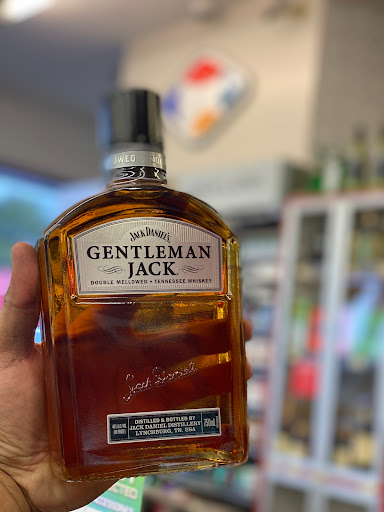 JACK DANIEL'S
GENTLEMAN
JACK
DOUBLE MELLOWED • TENNESSEE WHISKEY
Jack Daniel
DISTILLED & BOTTLED BY
JACK DANIEL DISTILLERY
LYNCHBURG, TN. USA
750mL